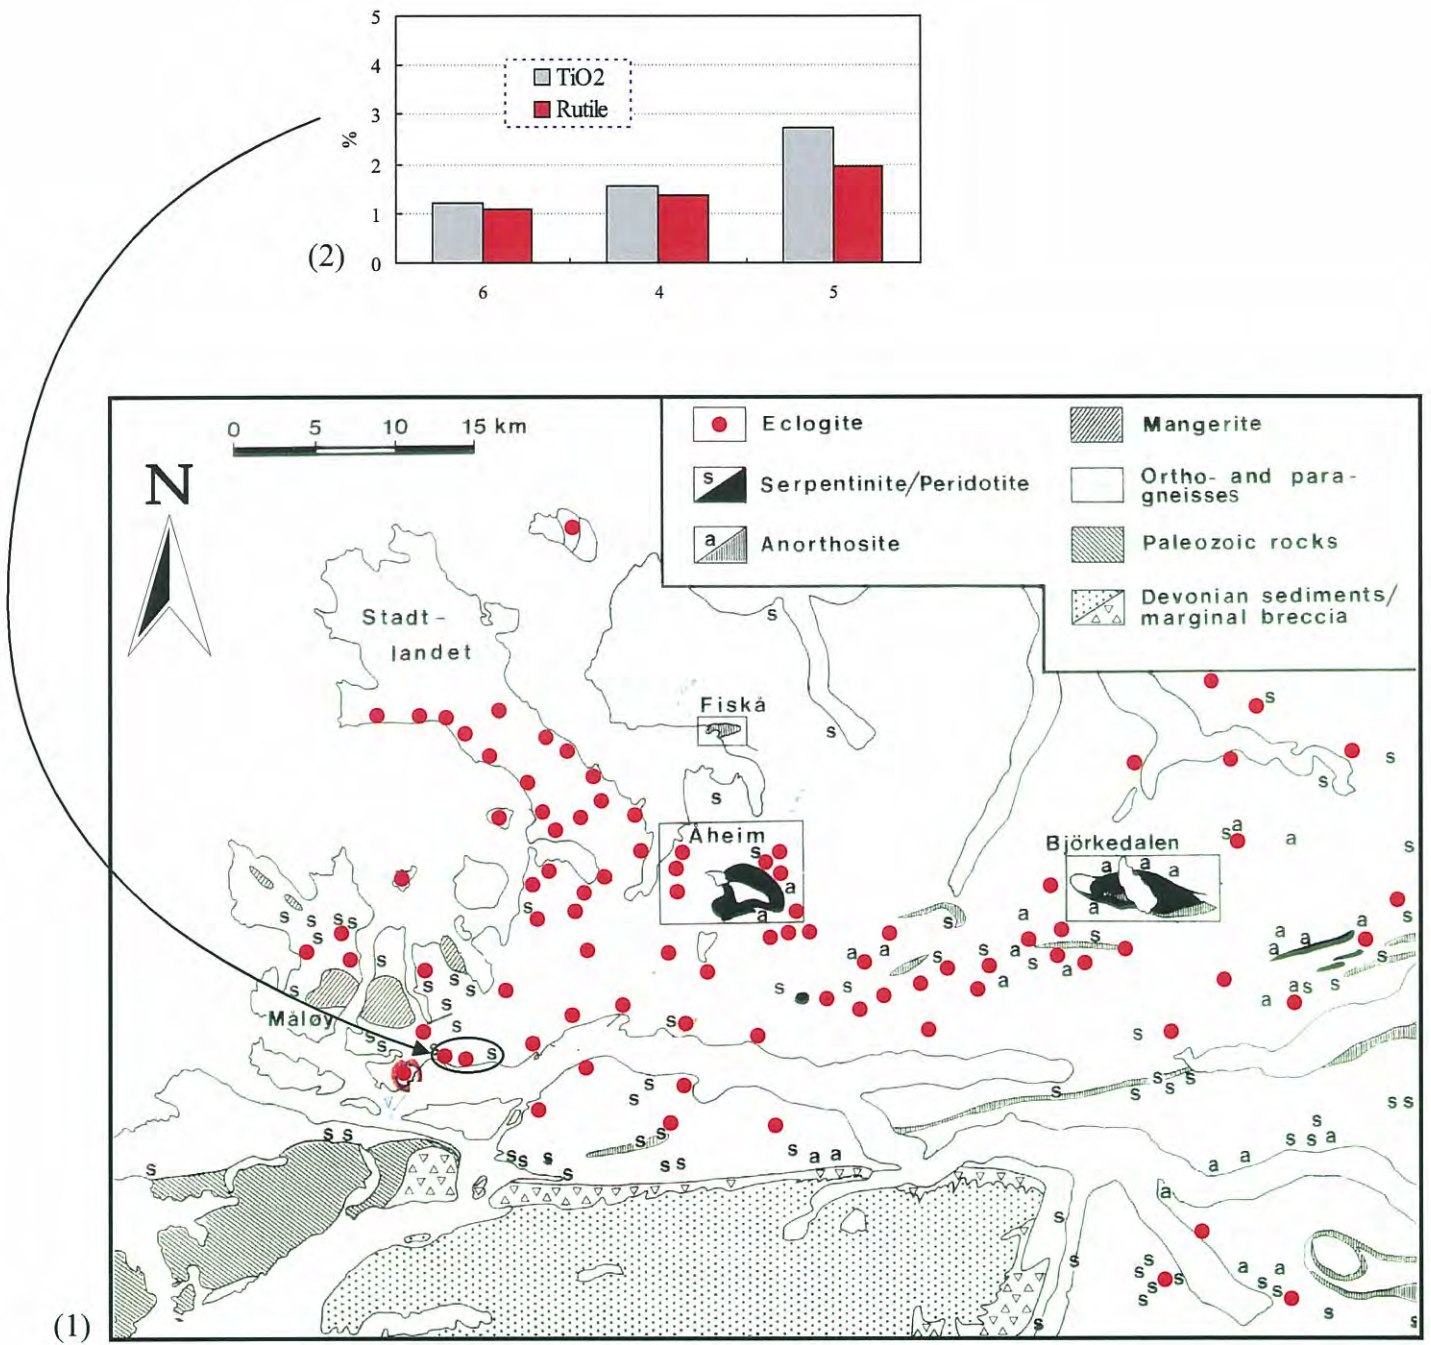 5
4
3
2
1
0
%
TiO2
Rutile
(2)
6 4 5
0 5 10 15 km
N
Eclogite
s Serpentinite/Peridotite
a Anorthosite
Mangerite
Ortho- and para-
gneisses
Paleozoic rocks
Devonian sediments/
marginal breccia
Stadt-
landet
Fiskå
Åheim
Björkedalen
Måløy
(1)